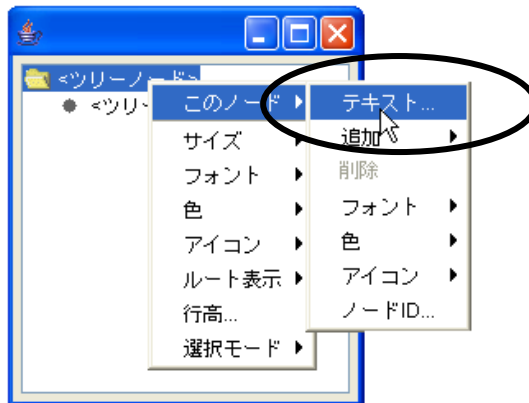 <ツリーノード>
<ツリ
このノード
サイズ
フォント
色
アイコン
ルート表示
行高...
選択モード
テキスト...
追加
削除
フォント
色
アイコン
ノードID...